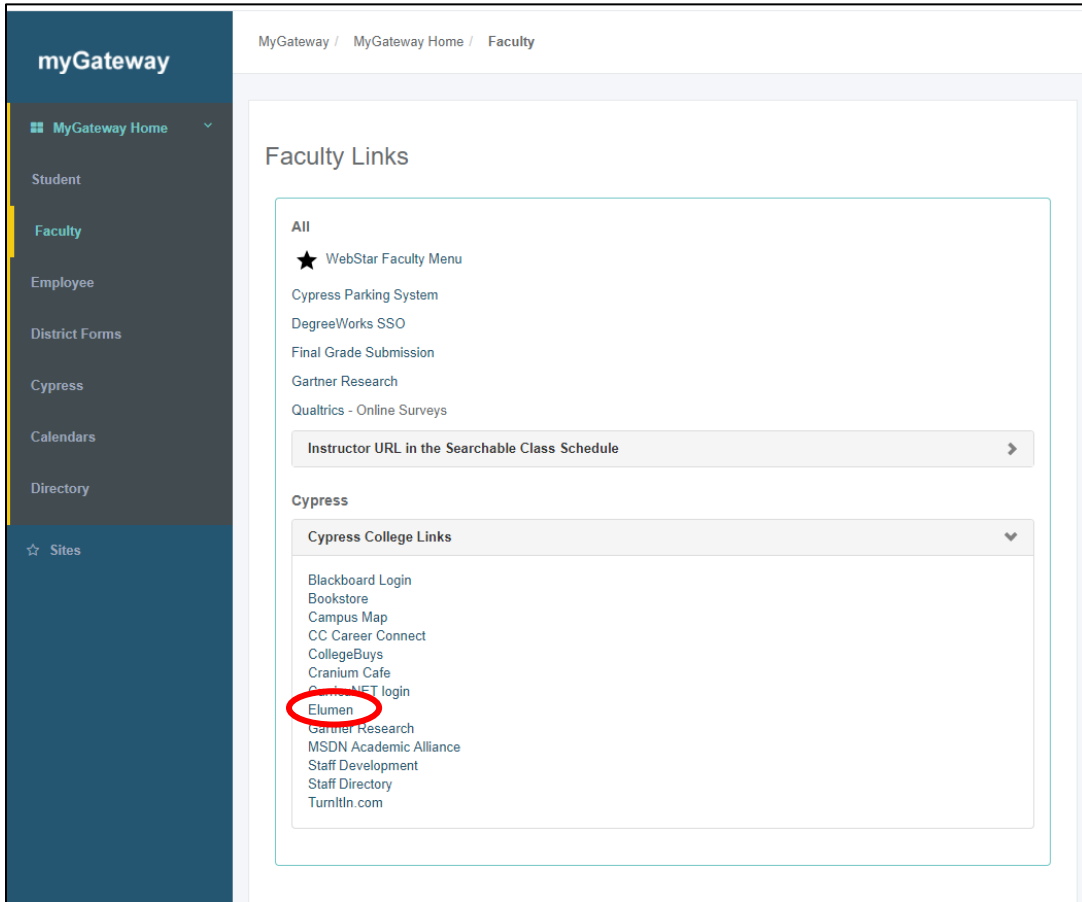 myGateway
MyGateway / MyGateway Home / Faculty
MyGateway Home
Student
Faculty
Employee
District Forms
Cypress
Calendars
Directory
Sites
Faculty Links
All
WebStar Faculty Menu
Cypress Parking System
DegreeWorks SSO
Final Grade Submission
Gartner Research
Qualtrics - Online Surveys
Instructor URL in the Searchable Class Schedule
Cypress
Cypress College Links
Blackboard Login
Bookstore
Campus Map
CC Career Connect
CollegeBuys
Cranium Cafe
CurricuNET login
Elumen
Gartner Research
MSDN Academic Alliance
Staff Development
Staff Directory
TurnItIn.com